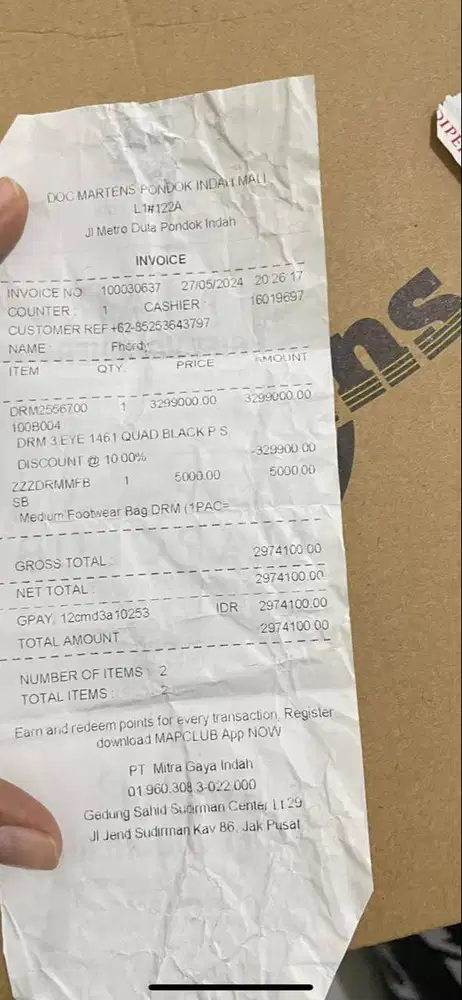 DOC MARTENS PONDOK INDAH MALL
L1#122A
Jl Metro Duta Pondok Indah
INVOICE
INVOICE NO 100030637 27/05/2024 20:26:17
COUNTER : 1 CASHIER : 16019697
CUSTOMER REF +62-85253643797
NAME Fhordy
ITEM QTY. PRICE AMOUNT
DRM2556700 1 3299000.00 3299000.00
100B004
DRM 3 EYE 1461 QUAD BLACK P S
DISCOUNT @ 10.00% -329900.00
ZZZDRMMFB 1 5000.00 5000.00
SB
Medium Footwear Bag DRM (1PAC=
GROSS TOTAL : 2974100.00
NET TOTAL : 2974100.00
GPAY, 12cmd3a10253 IDR 2974100.00
TOTAL AMOUNT 2974100.00
NUMBER OF ITEMS : 2
TOTAL ITEMS : 2
Earn and redeem points for every transaction. Register
download MAPCLUB App NOW
PT Mitra Gaya Indah
01.960.308.3-022.000
Gedung Sahid Sudirman Center Lt 29
Jl Jend Sudirman Kav 86, Jak Pusat
ns
DIPE